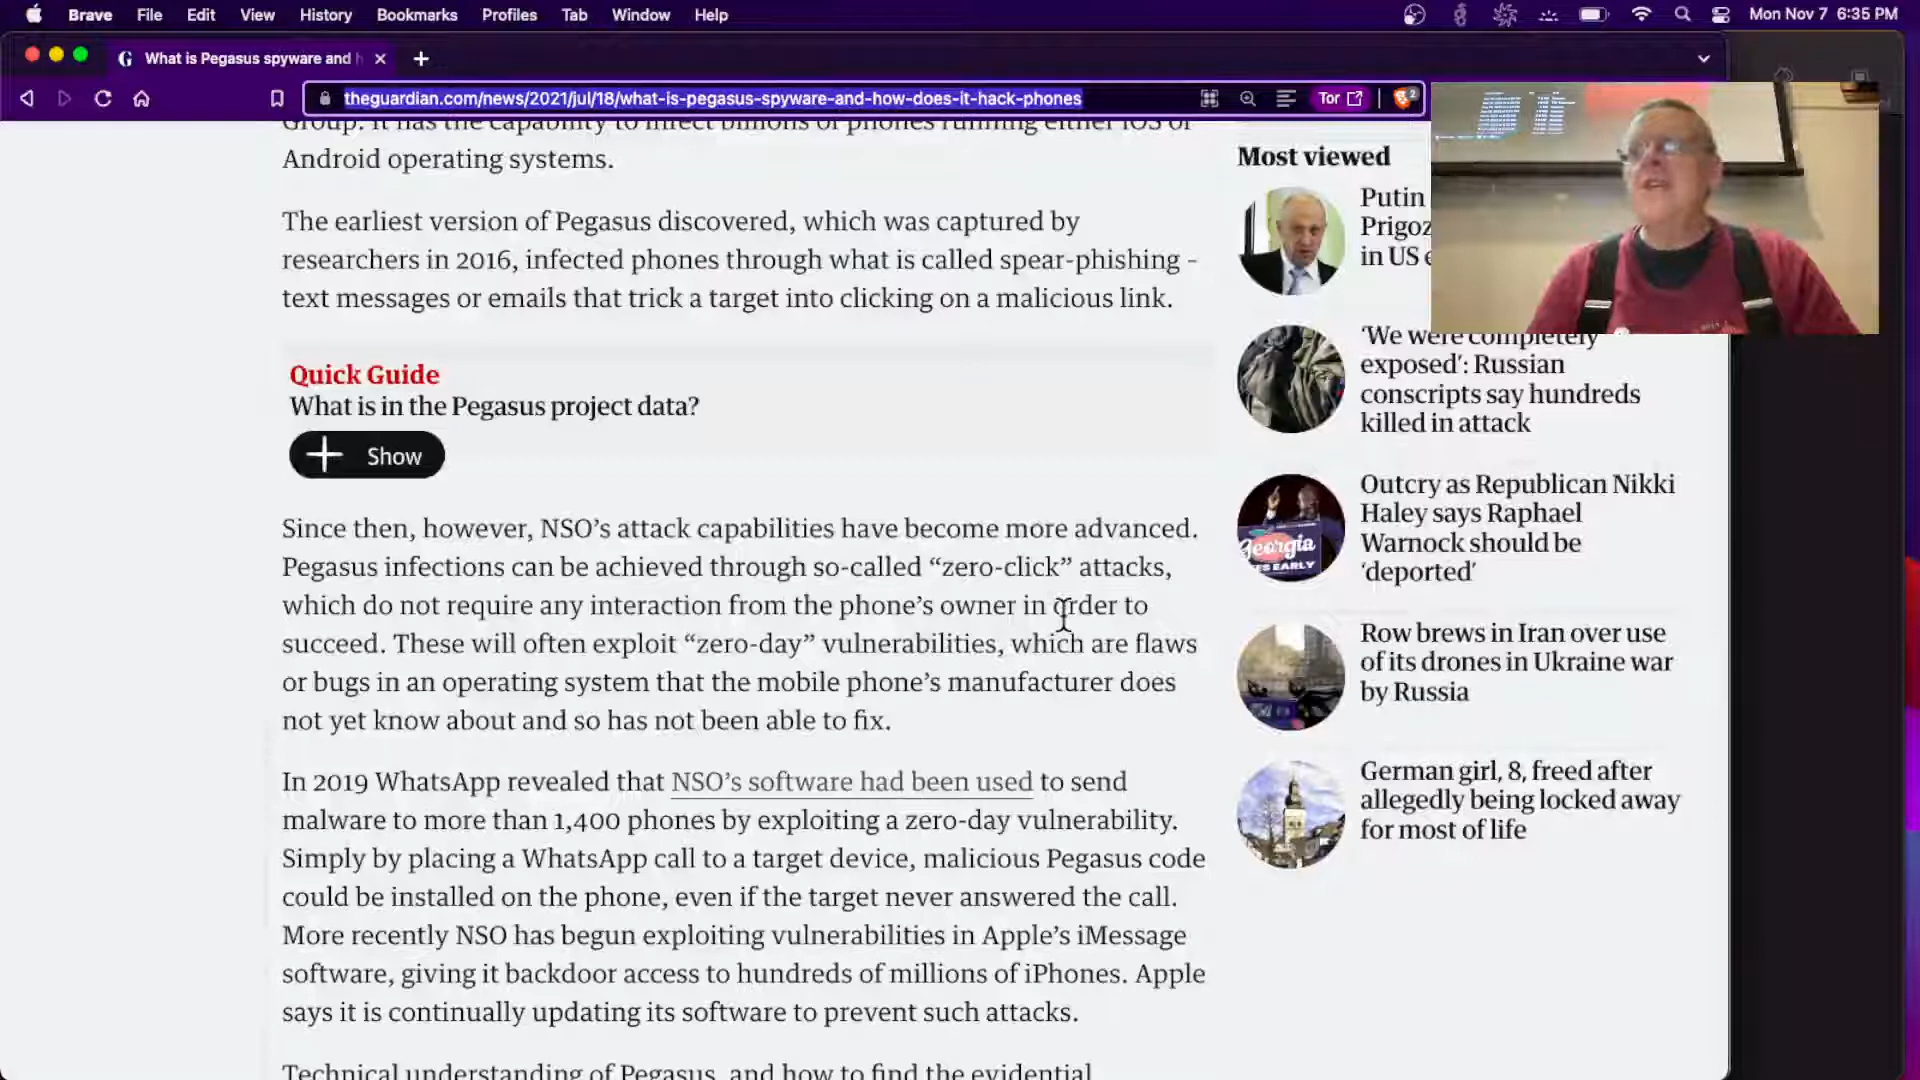 Brave File Edit View History Bookmarks Profiles Tab Window Help
Mon Nov 7 6:35 PM
What is Pegasus spyware and
theguardian.com/news/2021/jul/18/what-is-pegasus-spyware-and-how-does-it-hack-phones
Tor
2
Group. It has the capability to infect billions of phones running either iOS or
Android operating systems.
The earliest version of Pegasus discovered, which was captured by
researchers in 2016, infected phones through what is called spear-phishing –
text messages or emails that trick a target into clicking on a malicious link.
Quick Guide
What is in the Pegasus project data?
Show
Since then, however, NSO’s attack capabilities have become more advanced.
Pegasus infections can be achieved through so-called “zero-click” attacks,
which do not require any interaction from the phone’s owner in order to
succeed. These will often exploit “zero-day” vulnerabilities, which are flaws
or bugs in an operating system that the mobile phone’s manufacturer does
not yet know about and so has not been able to fix.
In 2019 WhatsApp revealed that NSO’s software had been used to send
malware to more than 1,400 phones by exploiting a zero-day vulnerability.
Simply by placing a WhatsApp call to a target device, malicious Pegasus code
could be installed on the phone, even if the target never answered the call.
More recently NSO has begun exploiting vulnerabilities in Apple’s iMessage
software, giving it backdoor access to hundreds of millions of iPhones. Apple
says it is continually updating its software to prevent such attacks.
Technical understanding of Pegasus, and how to find the evidential
Most viewed
Putin
Prigoz
in US e
‘We were completely
exposed’: Russian
conscripts say hundreds
killed in attack
Georgia
ES EARLY
Outcry as Republican Nikki
Haley says Raphael
Warnock should be
‘deported’
Row brews in Iran over use
of its drones in Ukraine war
by Russia
German girl, 8, freed after
allegedly being locked away
for most of life